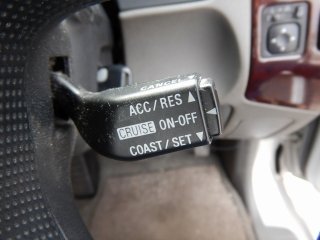 CANCEL
ACC/RES ▲
CRUISE ON-OFF ◀
COAST/SET ▼